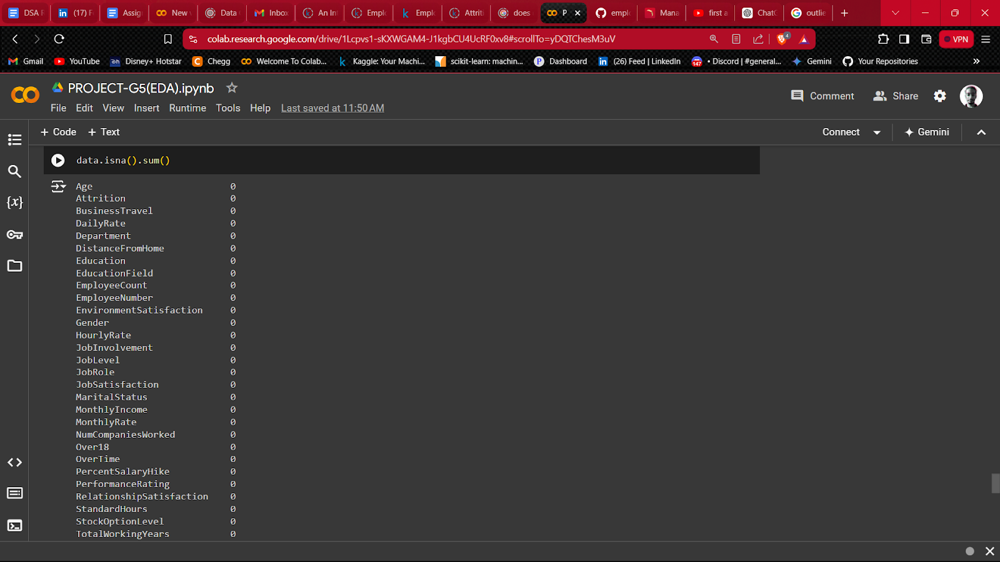 DSA F
(17) F
Assig
New
Data
Inbox
An In
Empl
Emplo
Attriti
does
P
emplo
Mana
first a
ChatG
outlie
colab.research.google.com/drive/1Lcpvs1-sKXWGAM4-J1kgbCU4UcRF0xv8#scrollTo=yDQTChesM3uV
4
VPN
Gmail
YouTube
Disney+ Hotstar
Chegg
Welcome To Colab...
Kaggle: Your Machi...
scikit-learn: machin...
Dashboard
(26) Feed | LinkedIn
147
• Discord | #general...
Gemini
Your Repositories
PROJECT-G5(EDA).ipynb
Comment
Share
File Edit View Insert Runtime Tools Help Last saved at 11:50 AM
+ Code + Text
Connect
Gemini
data.isna().sum()
Age 0
Attrition 0
BusinessTravel 0
DailyRate 0
Department 0
DistanceFromHome 0
Education 0
EducationField 0
EmployeeCount 0
EmployeeNumber 0
EnvironmentSatisfaction 0
Gender 0
HourlyRate 0
JobInvolvement 0
JobLevel 0
JobRole 0
JobSatisfaction 0
MaritalStatus 0
MonthlyIncome 0
MonthlyRate 0
NumCompaniesWorked 0
Over18 0
OverTime 0
PercentSalaryHike 0
PerformanceRating 0
RelationshipSatisfaction 0
StandardHours 0
StockOptionLevel 0
TotalWorkingYears 0